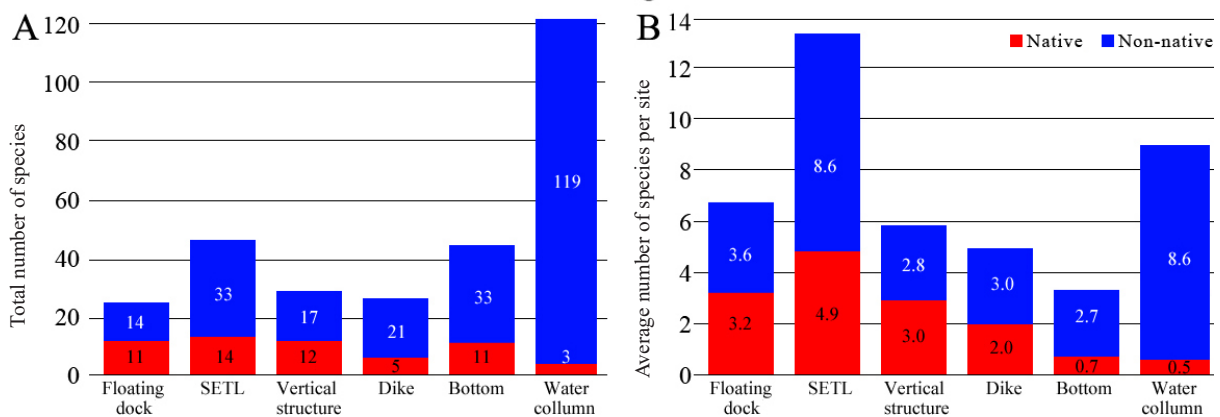 A
Total number of species
120
100
80
60
40
20
0
14
11
33
14
17
12
21
5
33
11
119
3
Floating
dock
SETL
Vertical
structure
Dike
Bottom
Water
collumn
B
Average number of species per site
14
12
10
8
6
4
2
0
Native
Non-native
3.6
3.2
8.6
4.9
2.8
3.0
3.0
2.0
2.7
0.7
8.6
0.5
Floating
dock
SETL
Vertical
structure
Dike
Bottom
Water
collumn